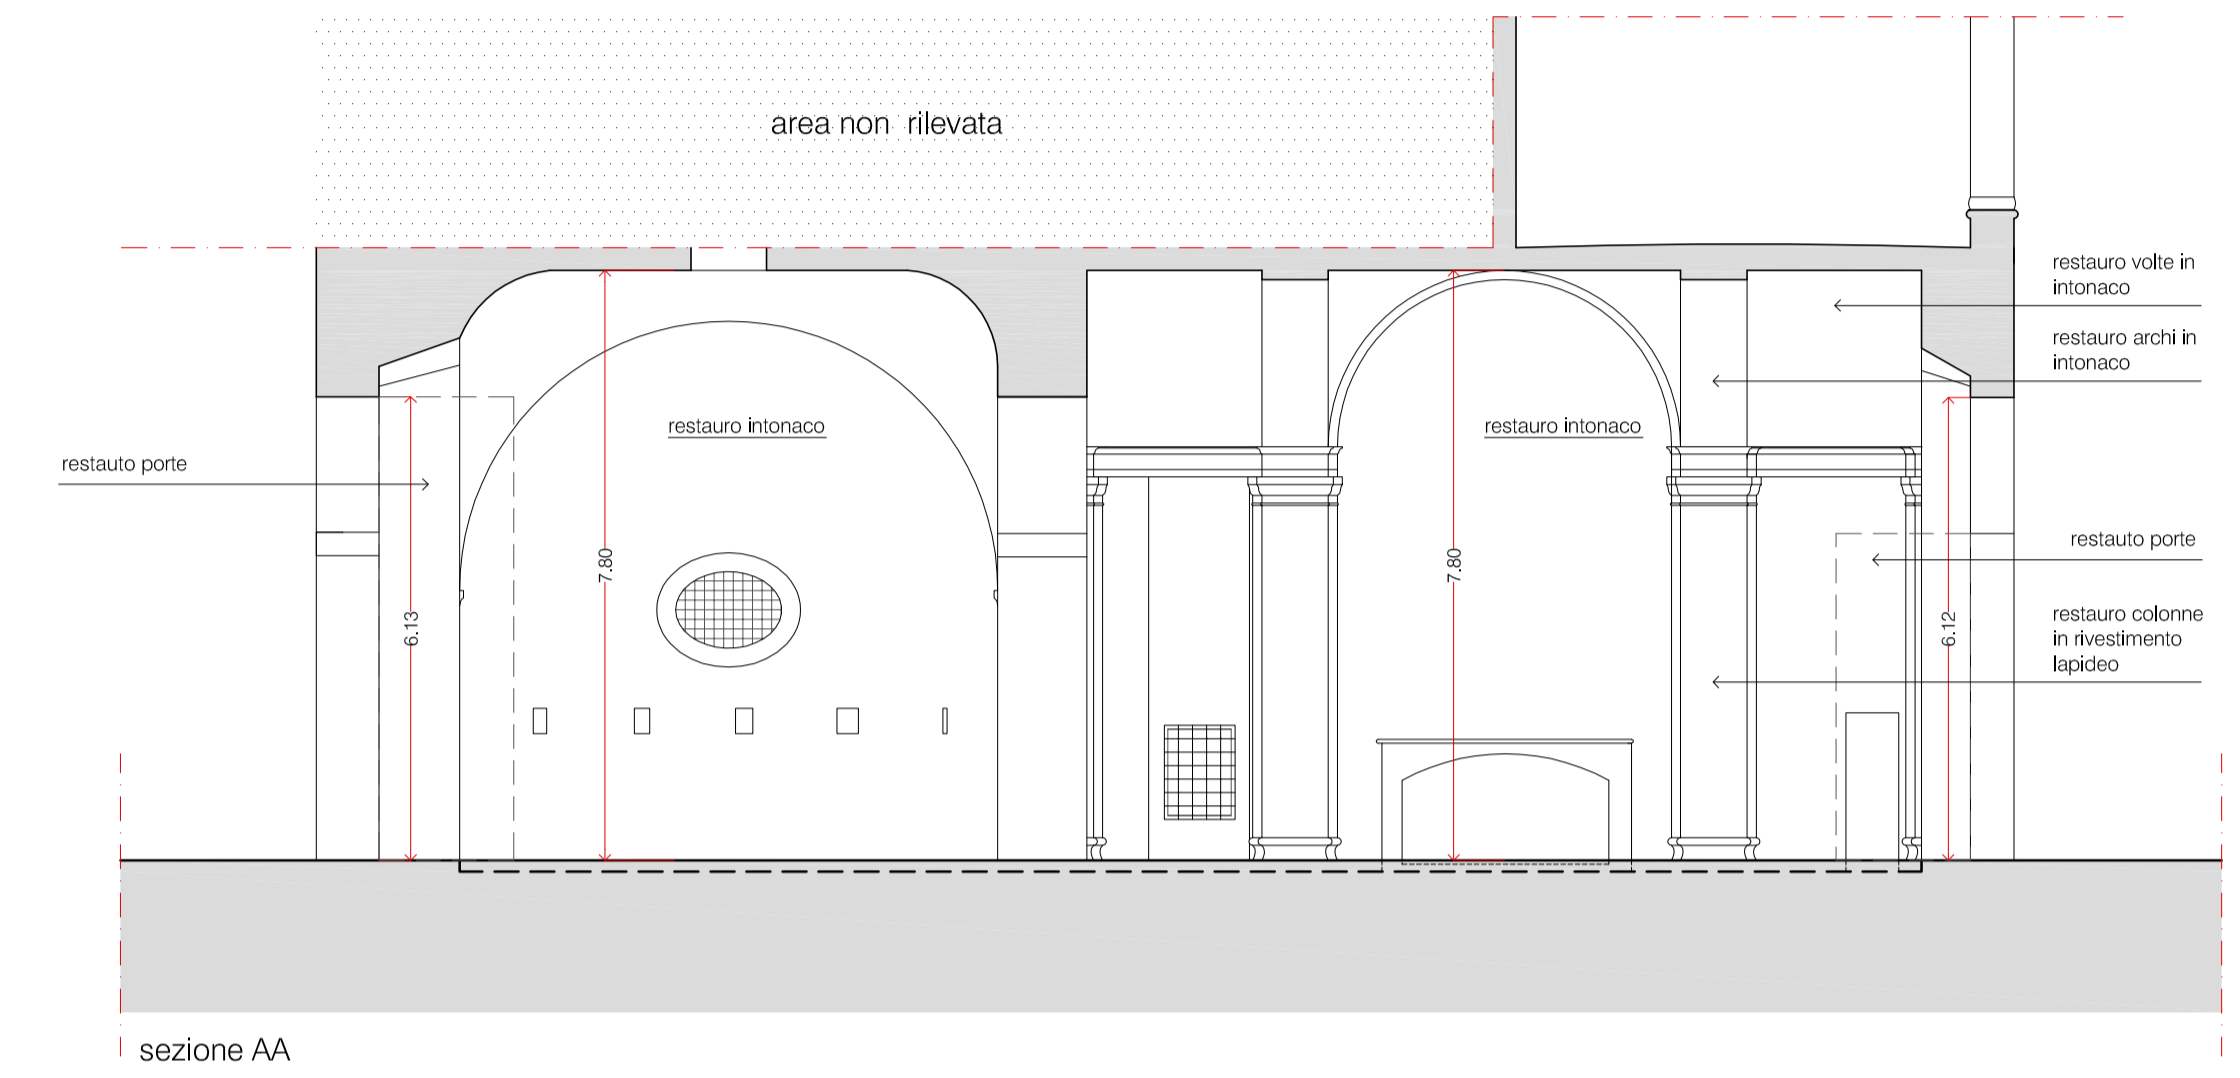 area non rilevata
restauro volte in
intonaco
restauro archi in
intonaco
restauro intonaco
restauro intonaco
restauto porte
restauto porte
7.80
7.80
6.13
6.12
restauro colonne
in rivestimento
lapideo
sezione AA